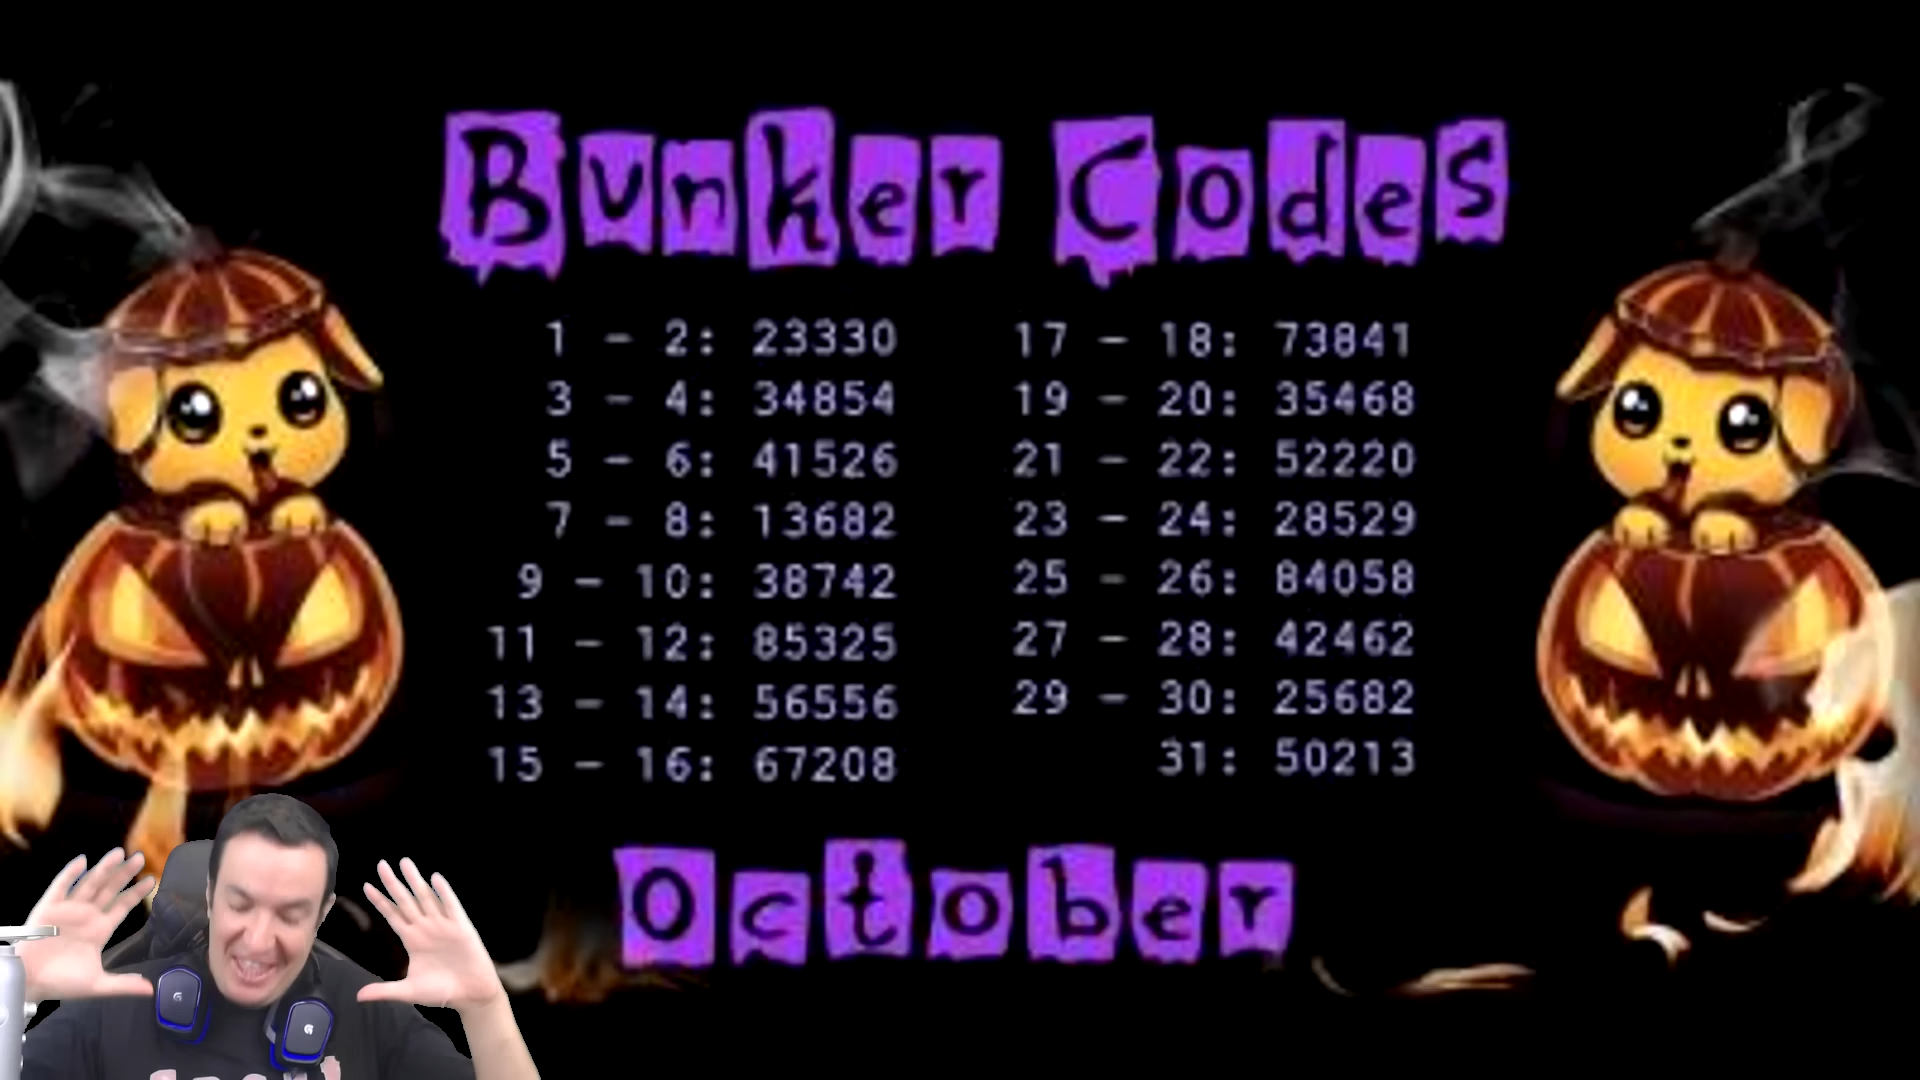 Bunker Codes
1 - 2: 23330
3 - 4: 34854
5 - 6: 41526
7 - 8: 13682
9 - 10: 38742
11 - 12: 85325
13 - 14: 56556
15 - 16: 67208
17 - 18: 73841
19 - 20: 35468
21 - 22: 52220
23 - 24: 28529
25 - 26: 84058
27 - 28: 42462
29 - 30: 25682
31: 50213
October